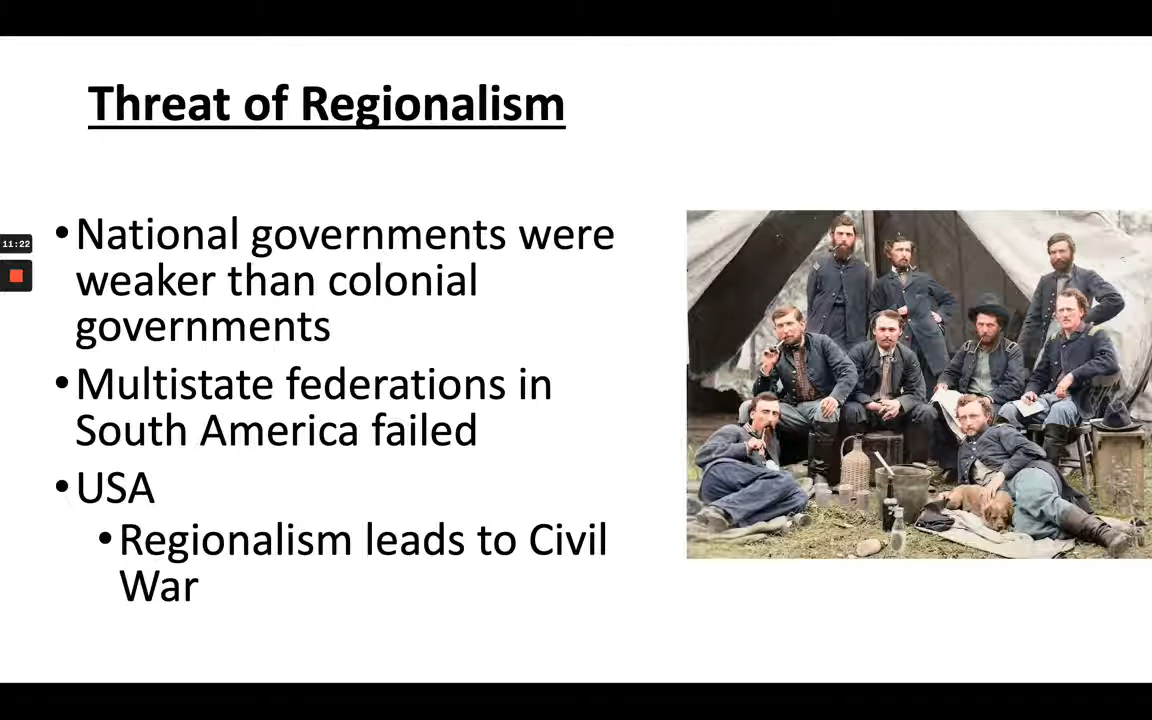 Threat of Regionalism
11:22
•National governments were
weaker than colonial
governments
•Multistate federations in
South America failed
•USA
•Regionalism leads to Civil
War